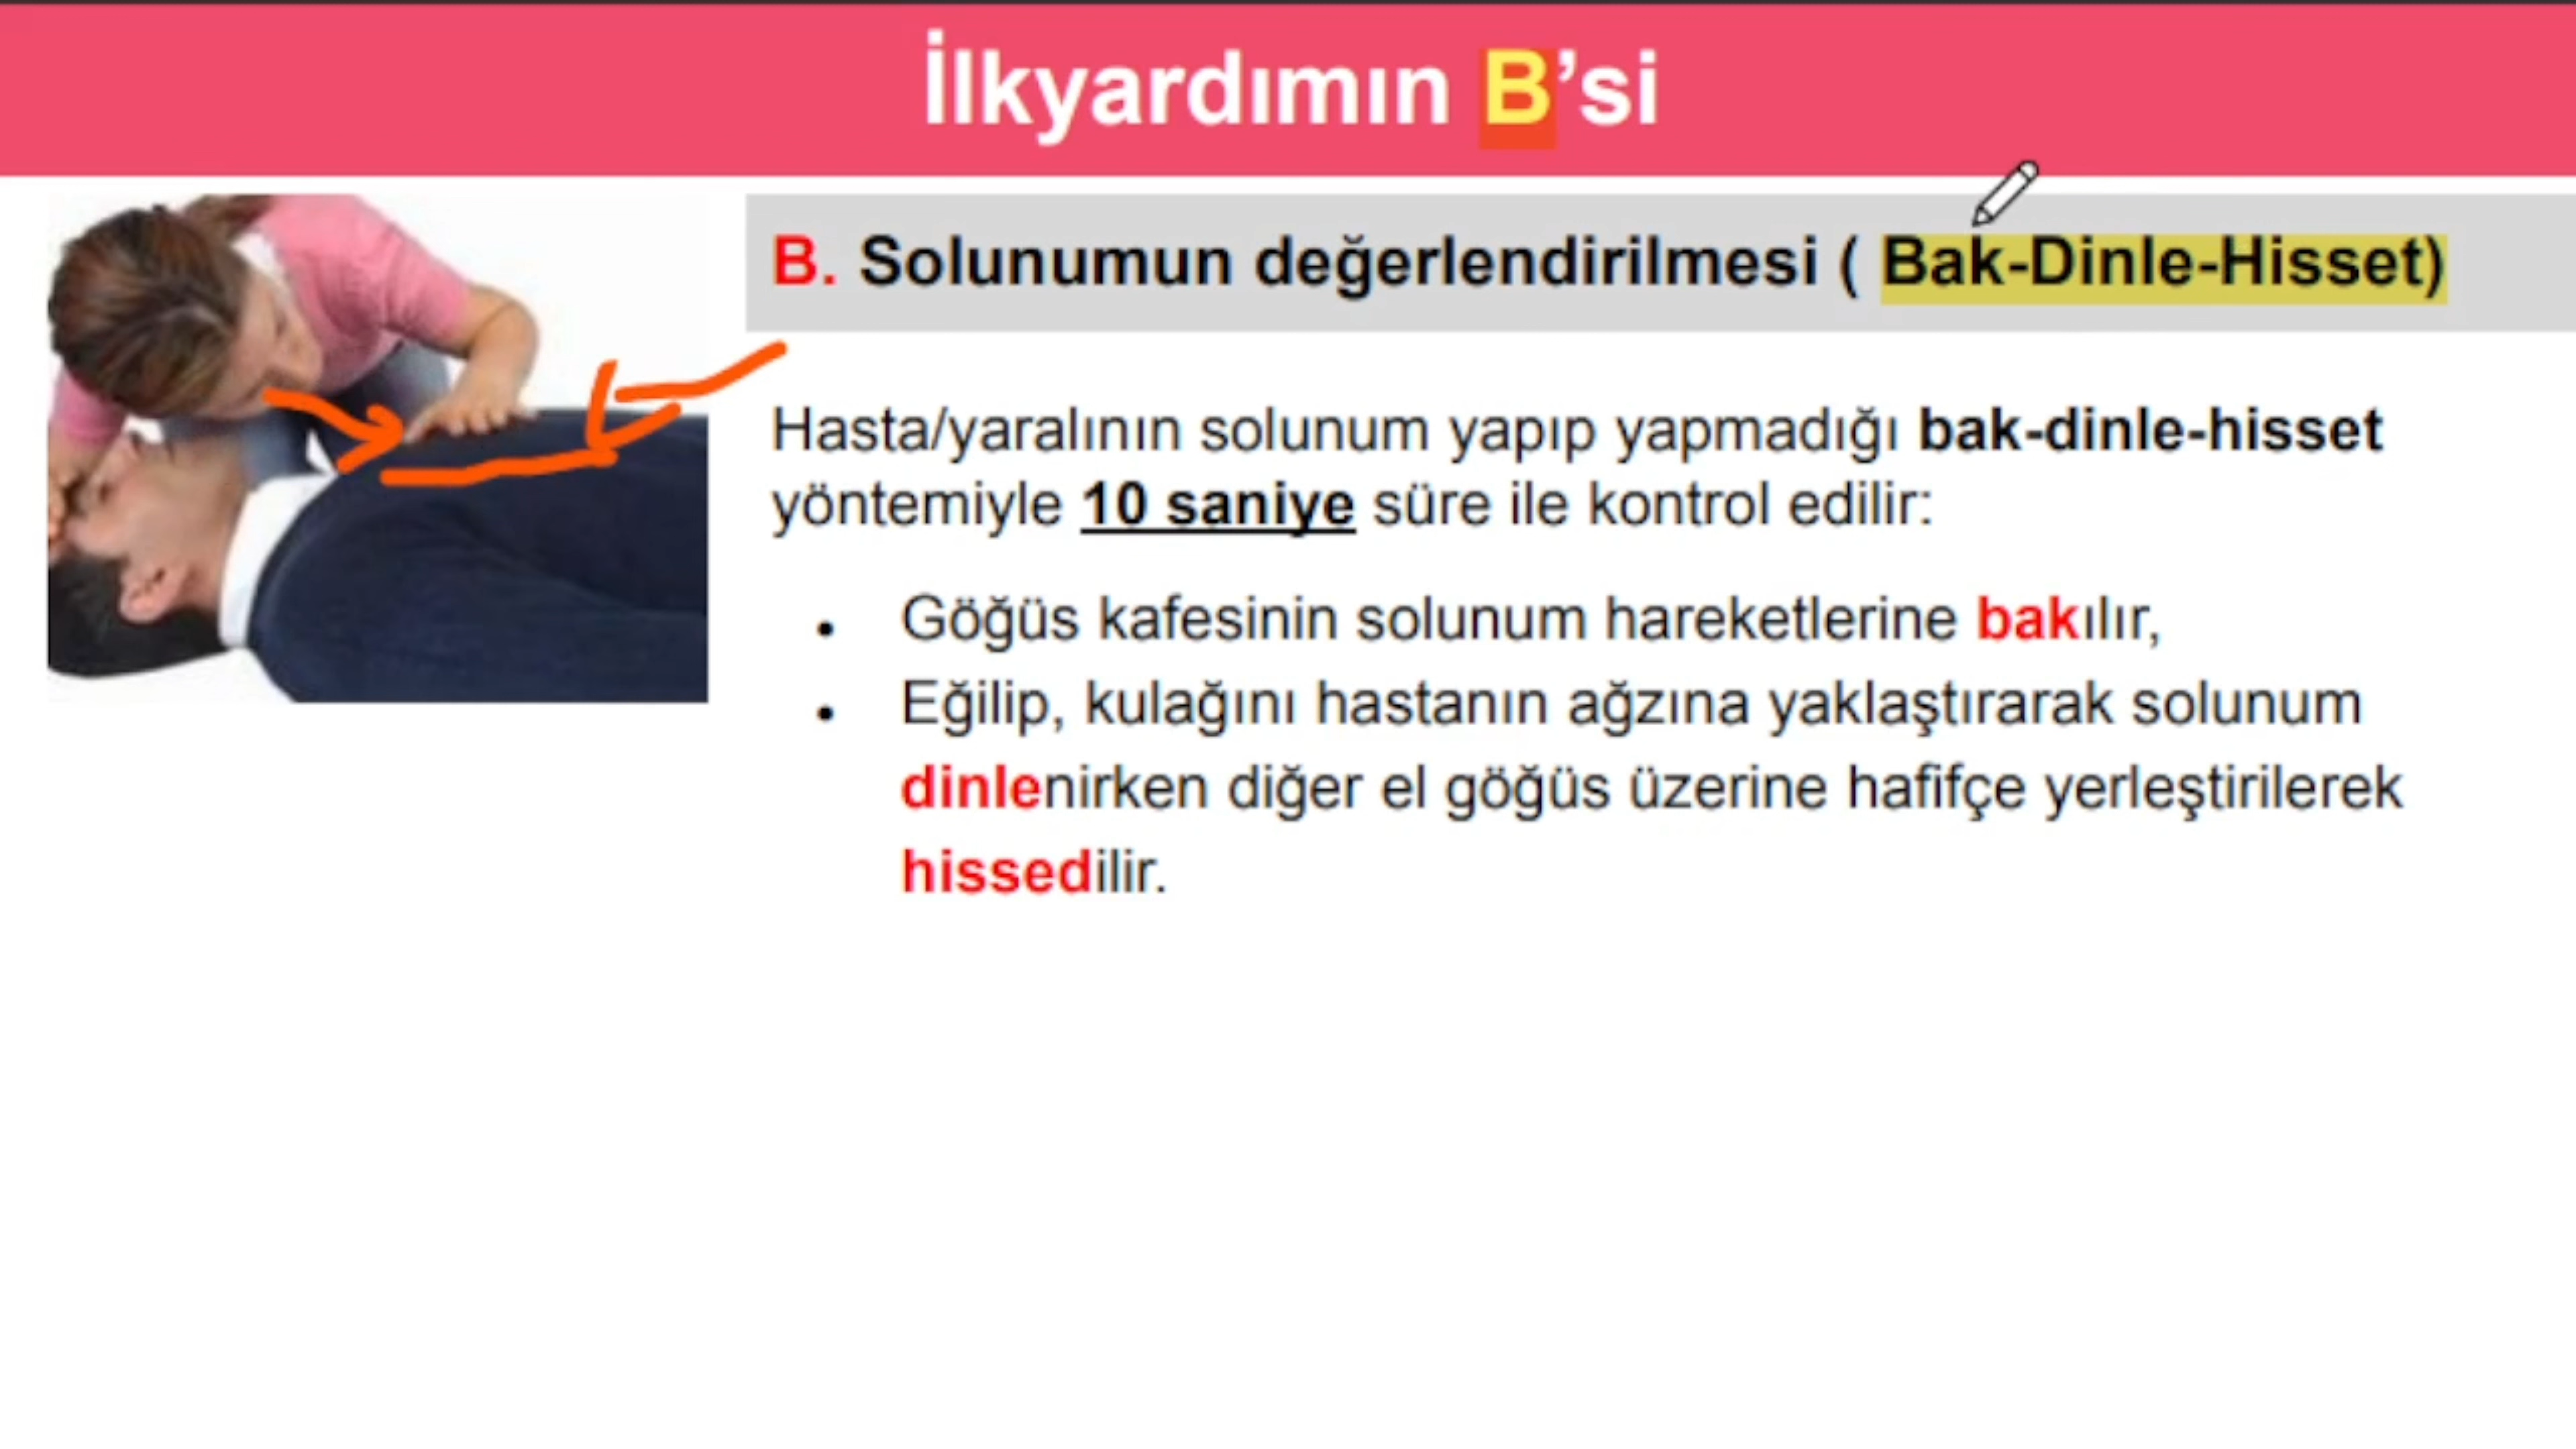 İlkyardımın B’si
B. Solunumun değerlendirilmesi ( Bak-Dinle-Hisset)
Hasta/yaralının solunum yapıp yapmadığı bak-dinle-hisset
yöntemiyle 10 saniye süre ile kontrol edilir:
• Göğüs kafesinin solunum hareketlerine bakılır,
• Eğilip, kulağını hastanın ağzına yaklaştırarak solunum
dinlenirken diğer el göğüs üzerine hafifçe yerleştirilerek
hissedilir.